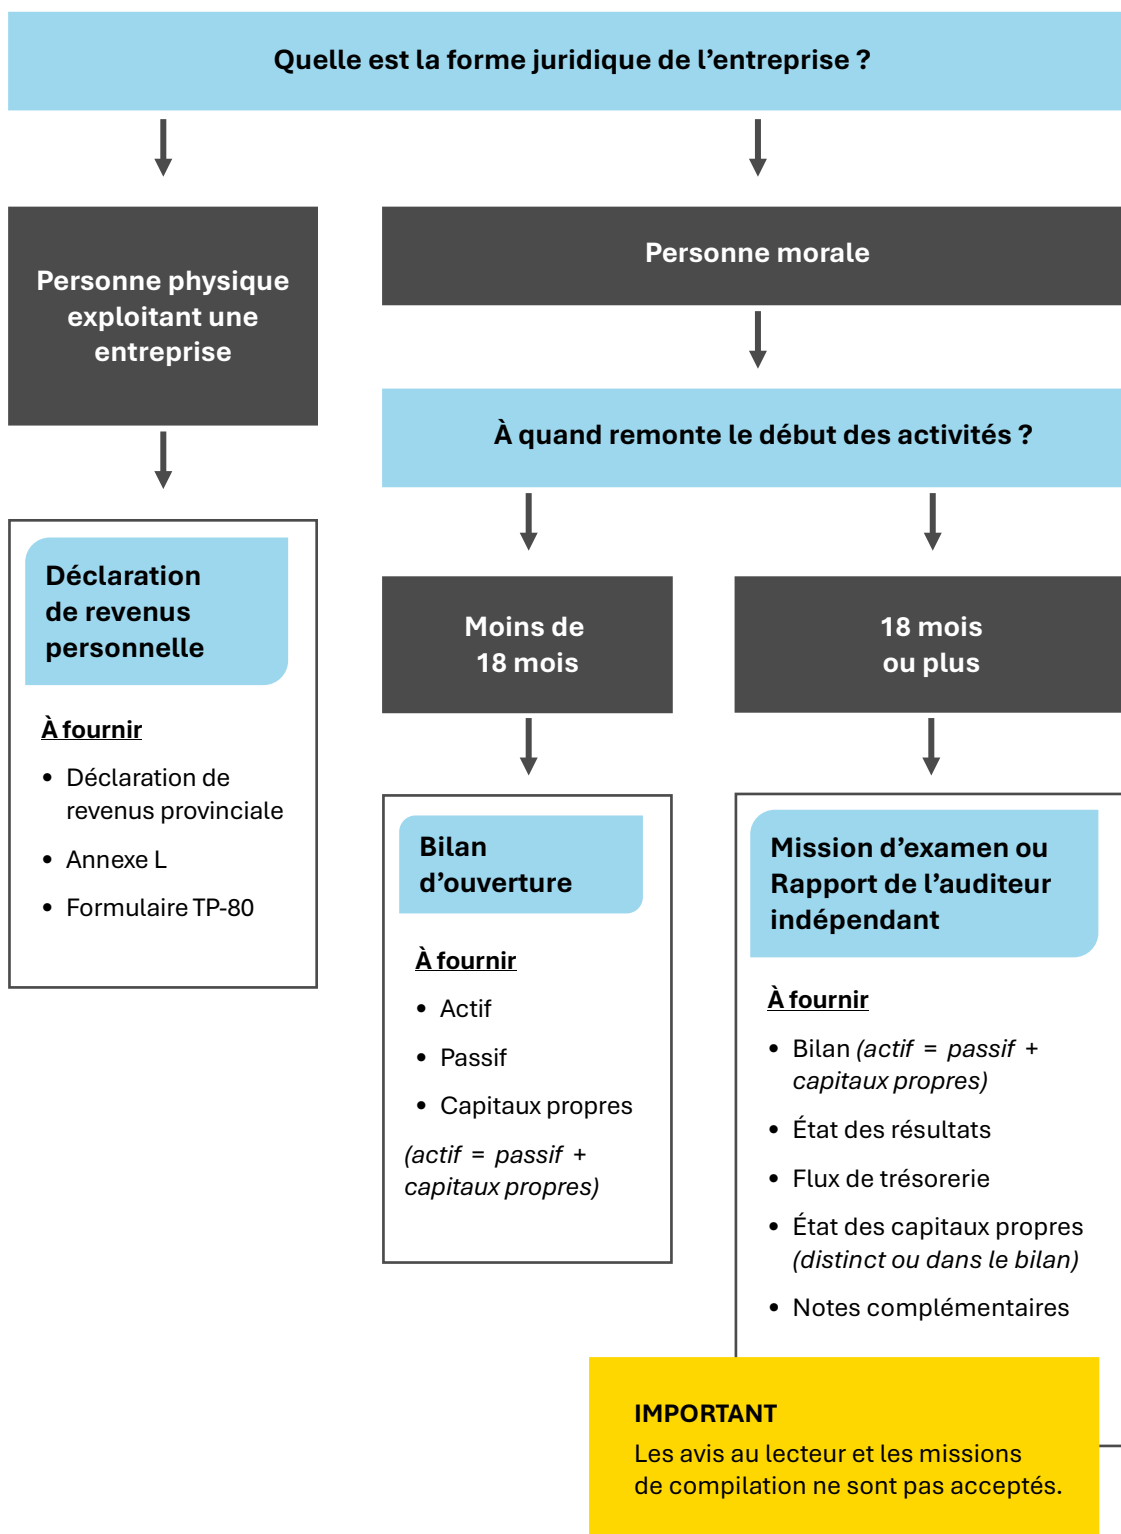 Quelle est la forme juridique de l’entreprise ?
Personne physique
exploitant une
entreprise
Personne morale
À quand remonte le début des activités ?
Déclaration
de revenus
personnelle
À fournir
• Déclaration de
revenus provinciale
• Annexe L
• Formulaire TP-80
Moins de
18 mois
18 mois
ou plus
Bilan
d’ouverture
À fournir
• Actif
• Passif
• Capitaux propres
(actif = passif +
capitaux propres)
Mission d’examen ou
Rapport de l’auditeur
indépendant
À fournir
• Bilan (actif = passif +
capitaux propres)
• État des résultats
• Flux de trésorerie
• État des capitaux propres
(distinct ou dans le bilan)
• Notes complémentaires
IMPORTANT
Les avis au lecteur et les missions
de compilation ne sont pas acceptés.